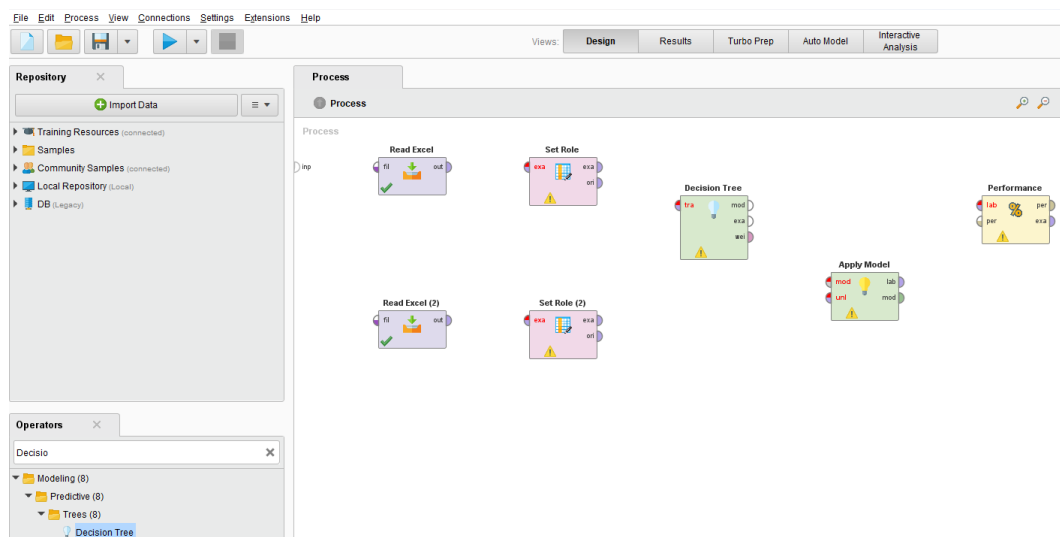 File Edit Process View Connections Settings Extensions Help
Views: Design Results Turbo Prep Auto Model Interactive Analysis
Repository
Import Data
Training Resources (connected)
Samples
Community Samples (connected)
Local Repository (Local)
DB (Legacy)
Operators
Decisio
Modeling (8)
Predictive (8)
Trees (8)
Decision Tree
Process
Process
Process
inp
Read Excel
fil out
Set Role
exa exa
ori
Decision Tree
tra mod
exa
wei
Performance
lab per
per exa
Apply Model
mod lab
unl mod
Read Excel (2)
fil out
Set Role (2)
exa exa
ori